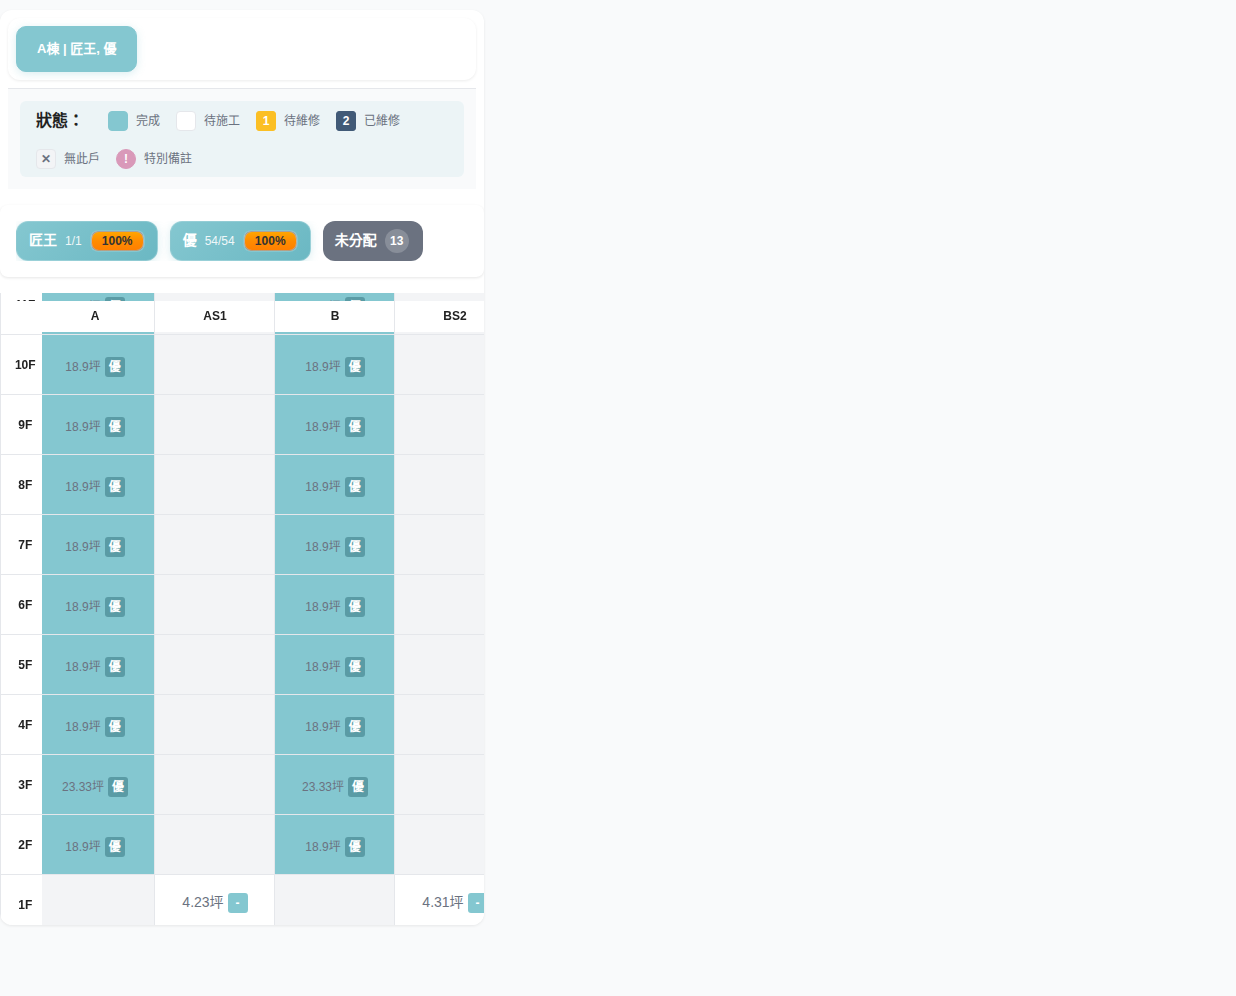 A棟 | 匠王, 優
狀態： 完成 待施工 1 待維修 2 已維修
✕ 無此戶 ! 特別備註
匠王 1/1 100% 優 54/54 100% 未分配 13
A AS1 B BS2
10F 18.9坪 優 18.9坪 優
9F 18.9坪 優 18.9坪 優
8F 18.9坪 優 18.9坪 優
7F 18.9坪 優 18.9坪 優
6F 18.9坪 優 18.9坪 優
5F 18.9坪 優 18.9坪 優
4F 18.9坪 優 18.9坪 優
3F 23.33坪 優 23.33坪 優
2F 18.9坪 優 18.9坪 優
1F 4.23坪 - 4.31坪 -